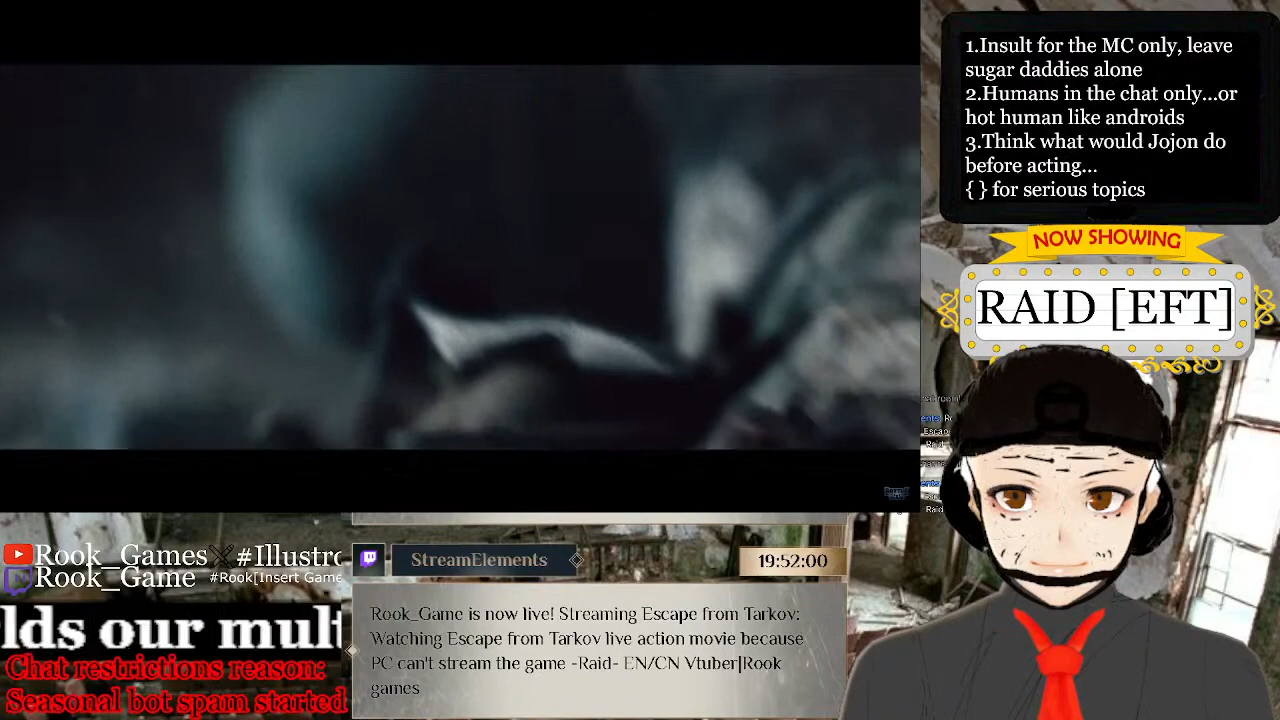 1.Insult for the MC only, leave
sugar daddies alone
2.Humans in the chat only...or
hot human like androids
3.Think what would Jojon do
before acting...
{ } for serious topics
NOW SHOWING
RAID [EFT]
Rook_Games
#Illustro
Rook_Game
#Rook[Insert Game
lds our mult
Chat restrictions reason:
Seasonal bot spam started
StreamElements
19:52:00
Rook_Game is now live! Streaming Escape from Tarkov:
Watching Escape from Tarkov live action movie because
PC can't stream the game -Raid- EN/CN Vtuber|Rook
games